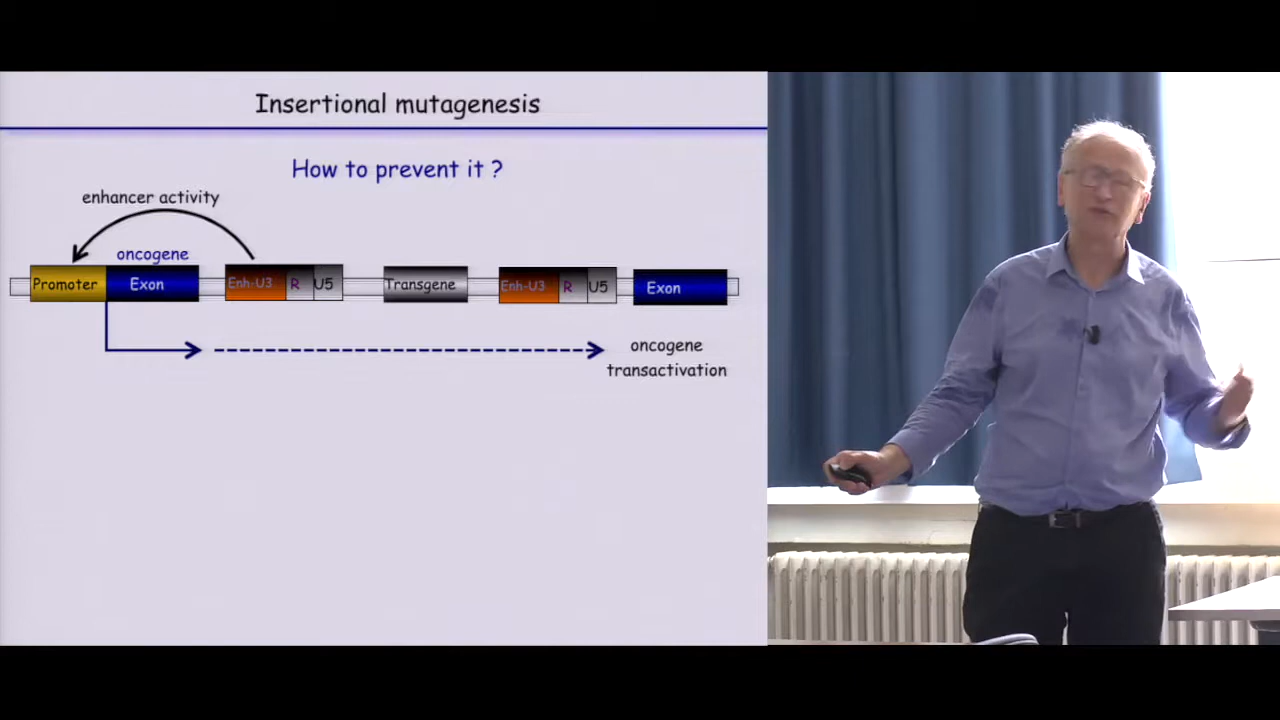 Insertional mutagenesis
How to prevent it ?
enhancer activity
oncogene
Promoter Exon Enh-U3 R U5 Transgene Enh-U3 R U5 Exon
oncogene
transactivation